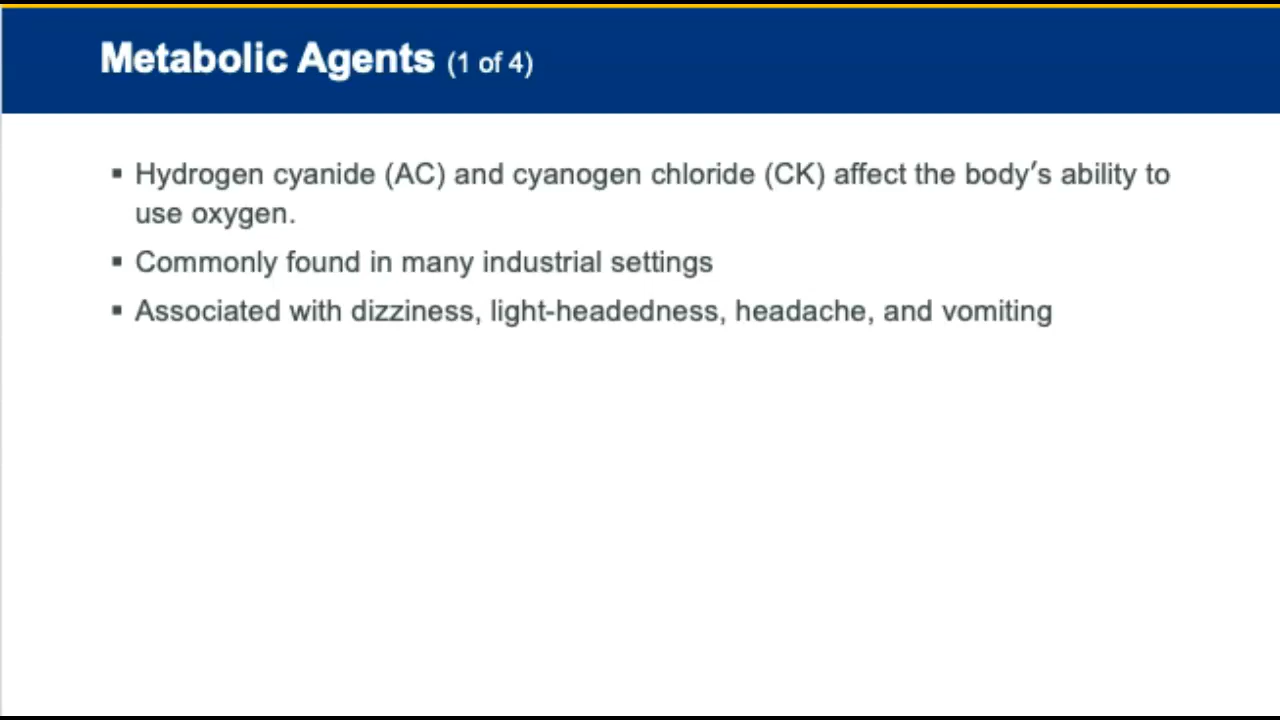 Metabolic Agents (1 of 4)
▪ Hydrogen cyanide (AC) and cyanogen chloride (CK) affect the body′s ability to
use oxygen.
▪ Commonly found in many industrial settings
▪ Associated with dizziness, light-headedness, headache, and vomiting